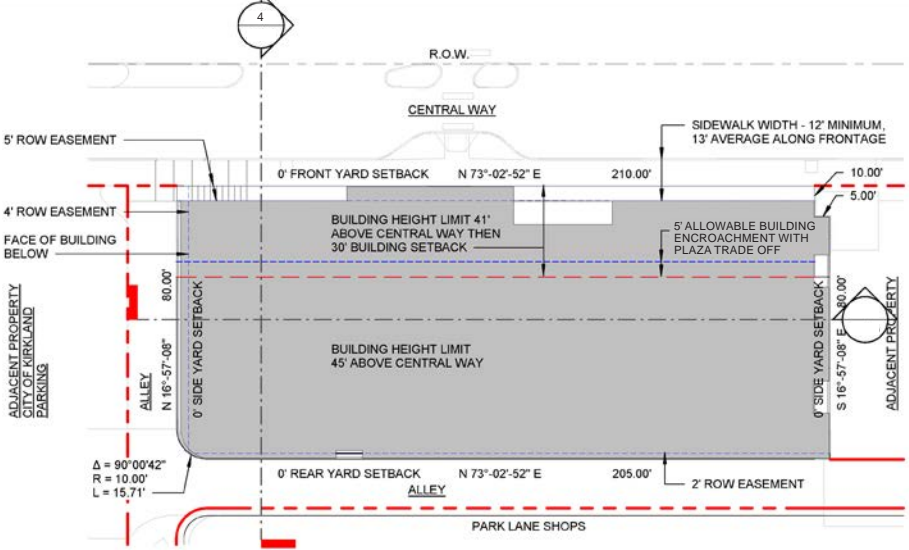 4
R.O.W.
CENTRAL WAY
5' ROW EASEMENT
SIDEWALK WIDTH - 12' MINIMUM,
13' AVERAGE ALONG FRONTAGE
0' FRONT YARD SETBACK N 73°-02'-52" E 210.00'
10.00'
5.00'
4' ROW EASEMENT
FACE OF BUILDING
BELOW
BUILDING HEIGHT LIMIT 41'
ABOVE CENTRAL WAY THEN
30' BUILDING SETBACK
5' ALLOWABLE BUILDING
ENCROACHMENT WITH
PLAZA TRADE OFF
ADJACENT PROPERTY
CITY OF KIRKLAND
PARKING
ALLEY
N 16°-57'-08" E 80.00'
0' SIDE YARD SETBACK
BUILDING HEIGHT LIMIT
45' ABOVE CENTRAL WAY
0' SIDE YARD SETBACK
S 16°-57'-08" E 80.00'
ADJACENT PROPERTY
Δ = 90°00'42"
R = 10.00'
L = 15.71'
0' REAR YARD SETBACK N 73°-02'-52" E 205.00'
2' ROW EASEMENT
ALLEY
PARK LANE SHOPS